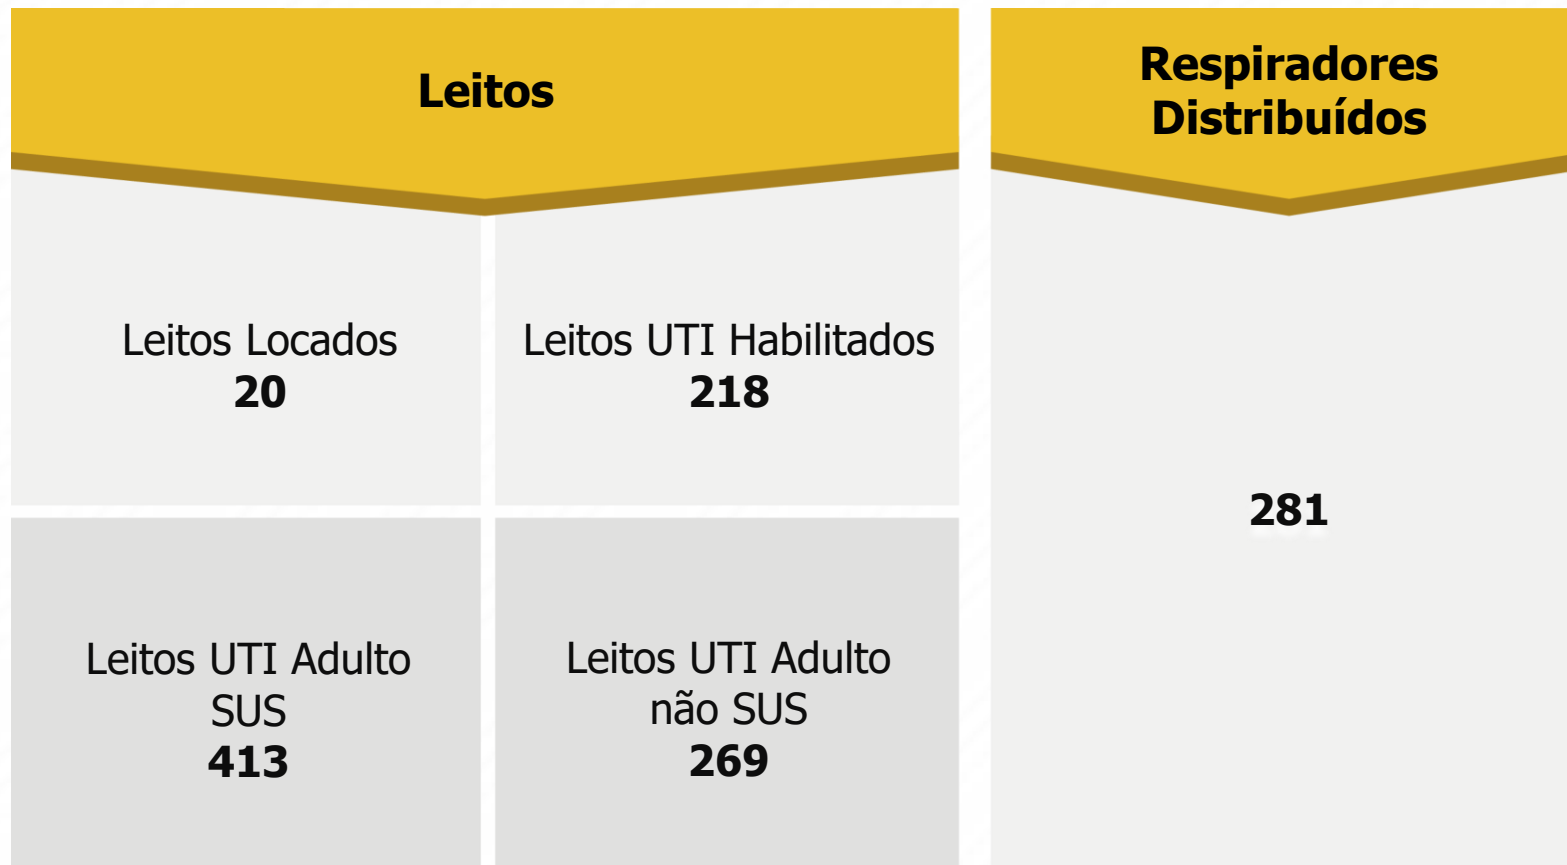 Leitos
Leitos Locados
20
Leitos UTI Habilitados
218
Leitos UTI Adulto
SUS
413
Leitos UTI Adulto
não SUS
269
Respiradores
Distribuídos
281